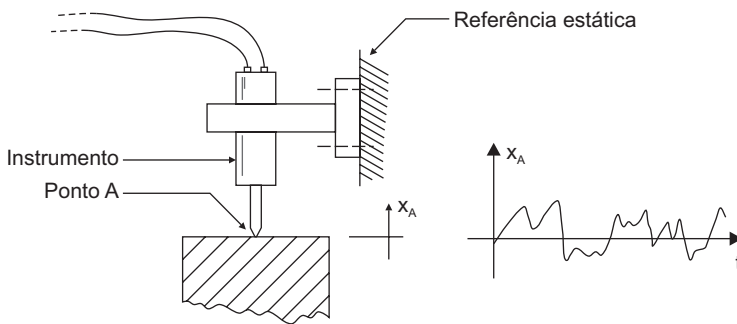 Referência estática
Instrumento
Ponto A
x_A
x_A
t